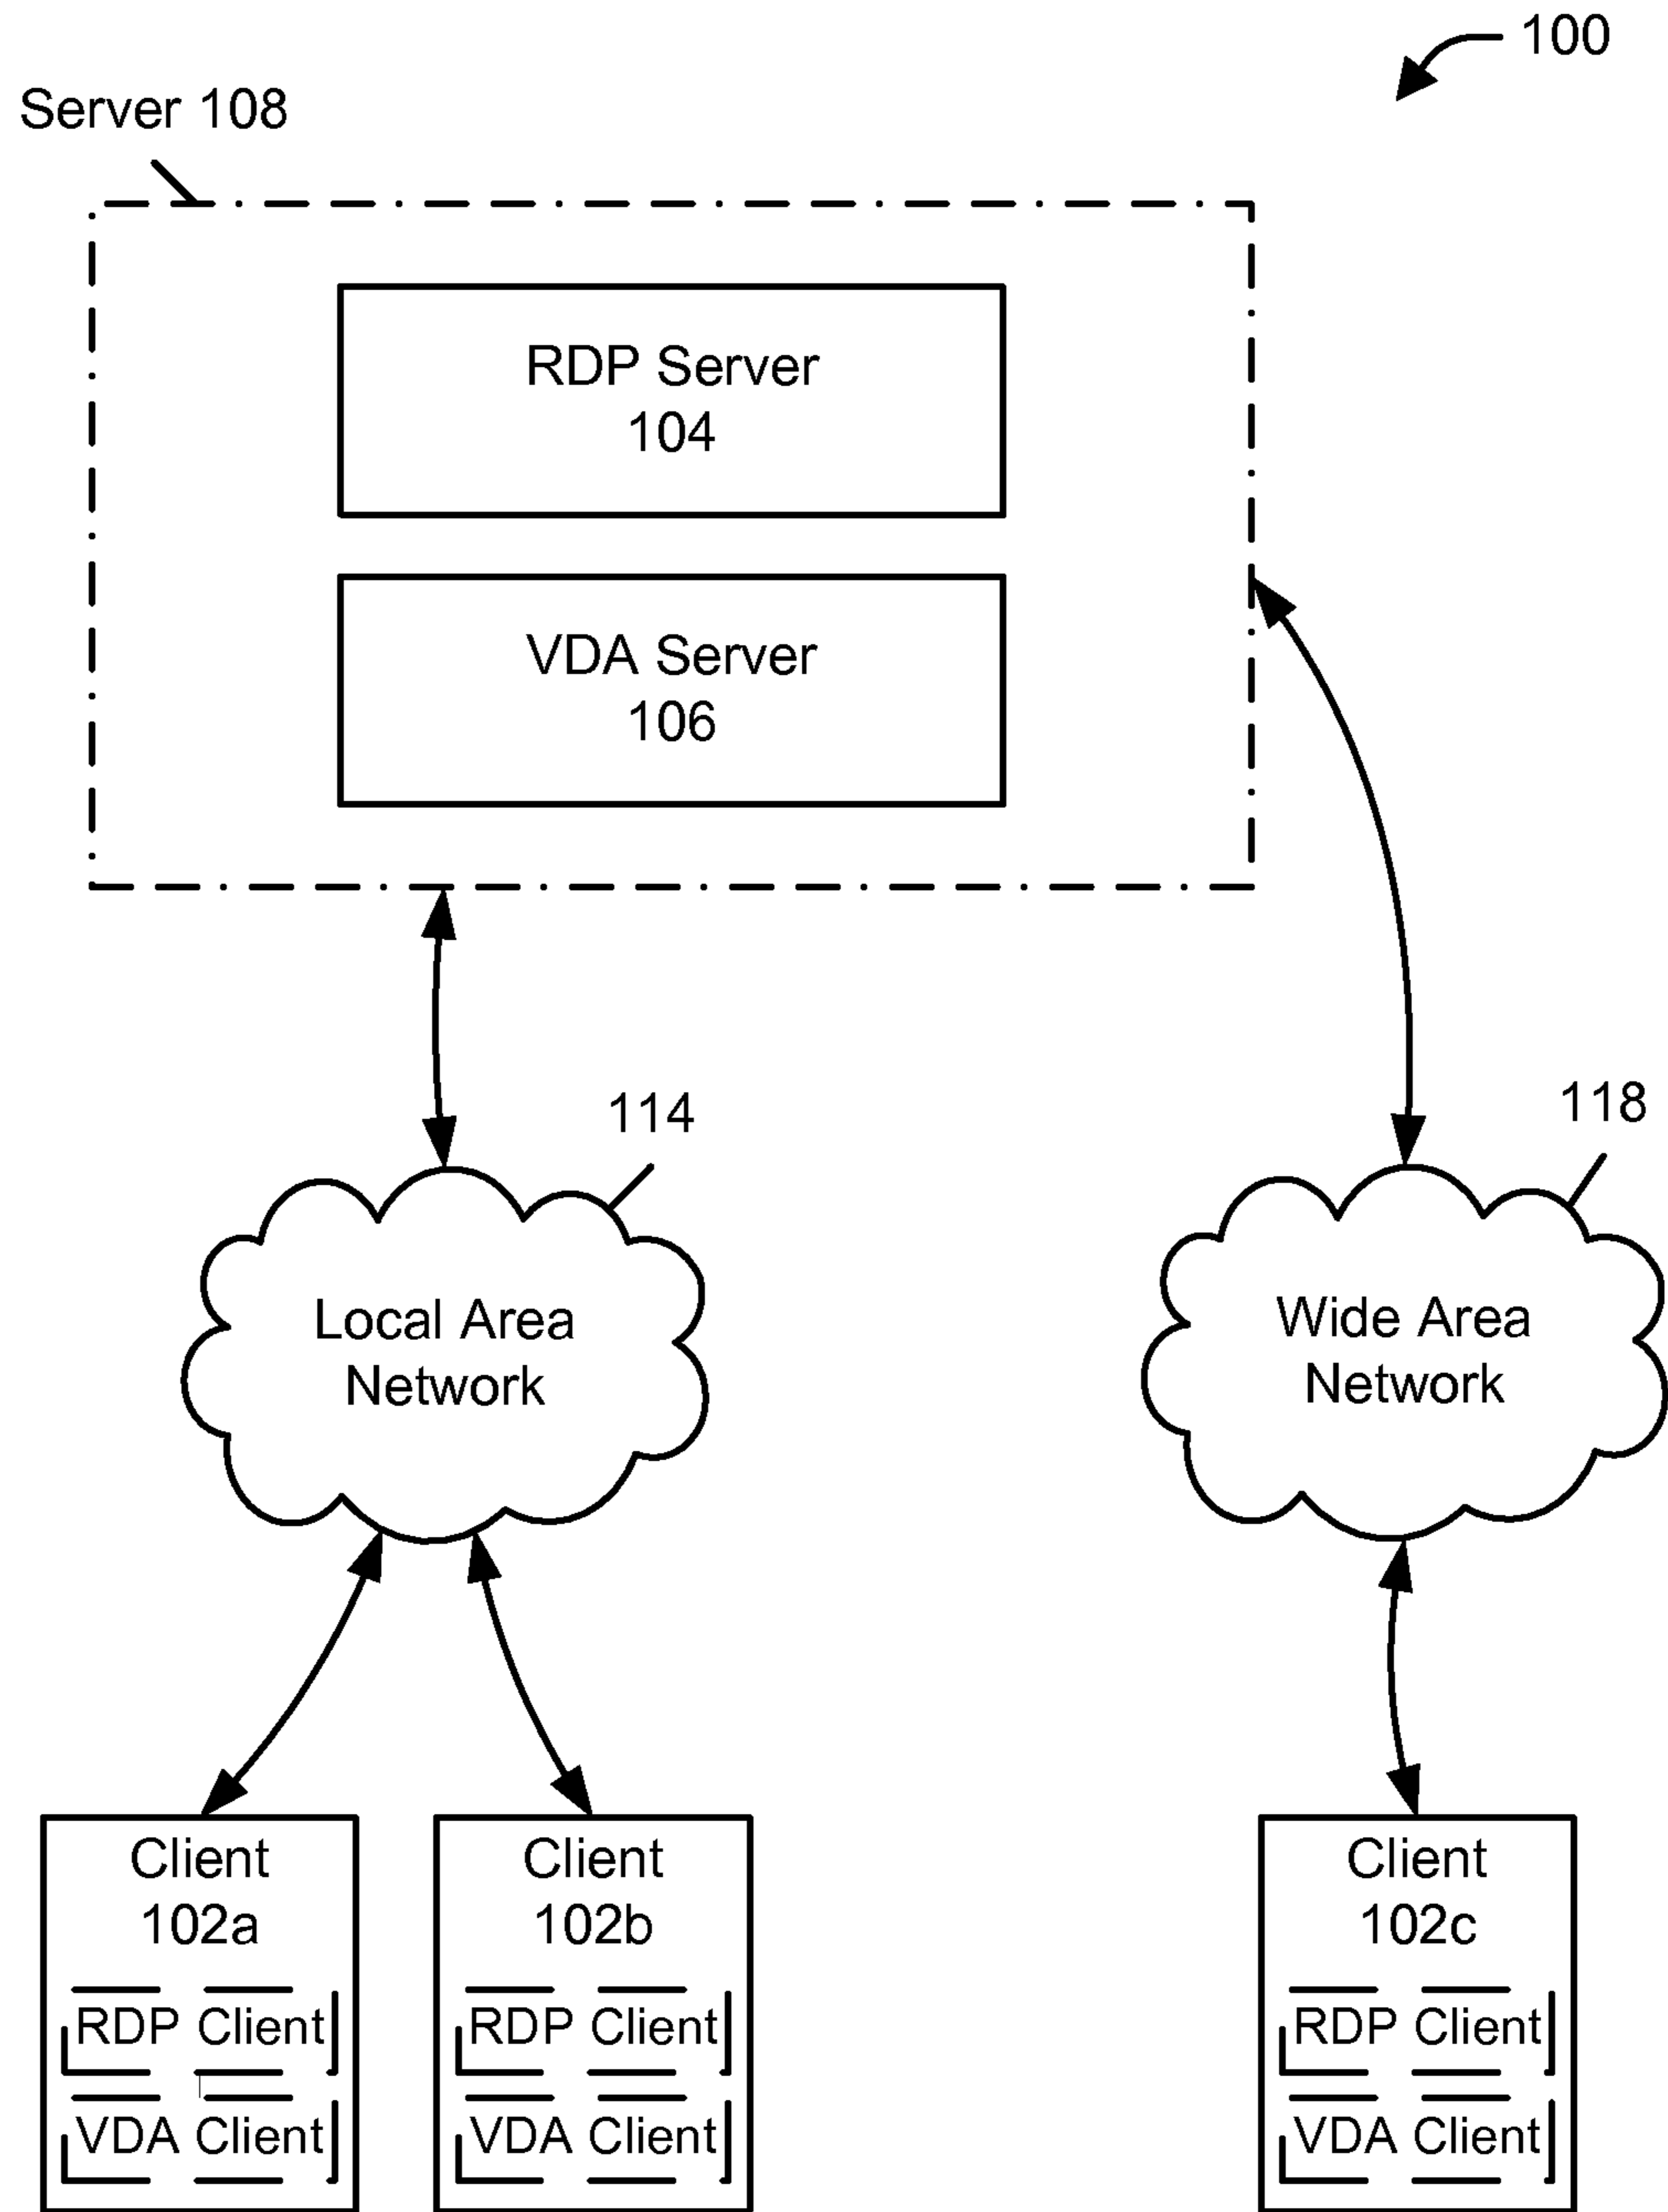 100
Server 108
RDP Server
104
VDA Server
106
114
118
Local Area
Network
Wide Area
Network
Client
102a
RDP Client
VDA Client
Client
102b
RDP Client
VDA Client
Client
102c
RDP Client
VDA Client